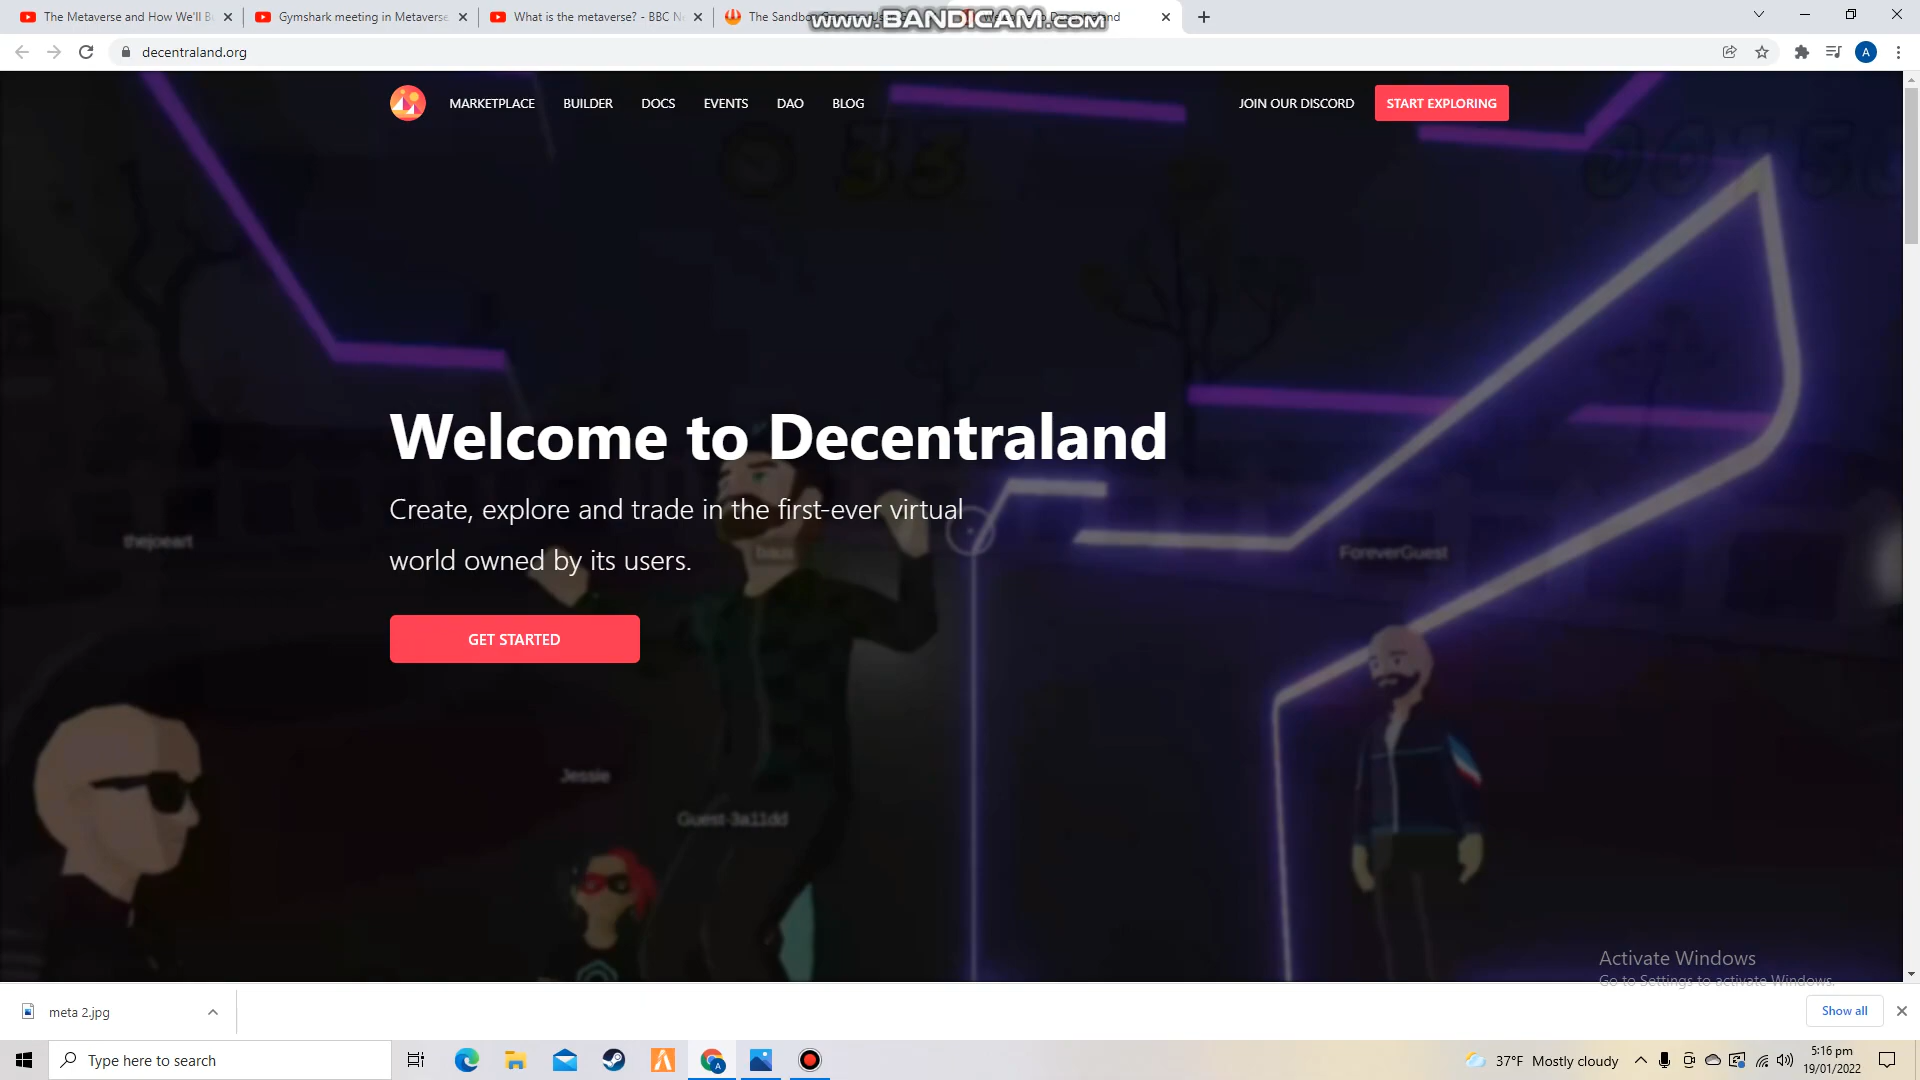 The Metaverse and How We'll B
Gymshark meeting in Metaverse
What is the metaverse? - BBC N
The Sandbo
Decentraland
www.BANDICAM.com
decentraland.org
A
MARKETPLACE
BUILDER
DOCS
EVENTS
DAO
BLOG
JOIN OUR DISCORD
START EXPLORING
53
Welcome to Decentraland
Create, explore and trade in the first-ever virtual
world owned by its users.
thejoeart
ForeverGuest
GET STARTED
Jessie
Guest-3a11dd
Activate Windows
Go to Settings to activate Windows.
meta 2.jpg
Show all
Type here to search
37°F Mostly cloudy
5:16 pm
19/01/2022